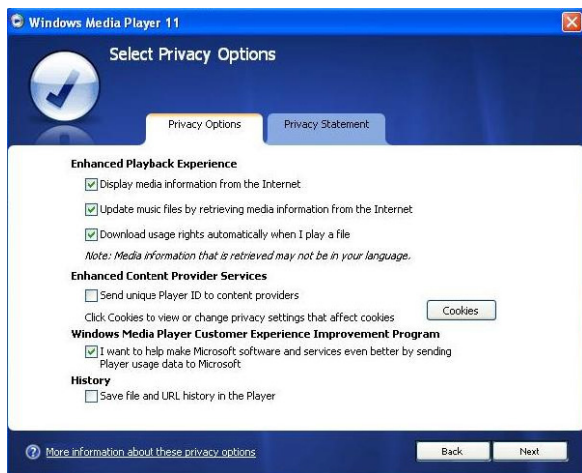 Windows Media Player 11
Select Privacy Options
Privacy Options
Privacy Statement
Enhanced Playback Experience
Display media information from the Internet
Update music files by retrieving media information from the Internet
Download usage rights automatically when I play a file
Note: Media information that is retrieved may not be in your language.
Enhanced Content Provider Services
Send unique Player ID to content providers
Click Cookies to view or change privacy settings that affect cookies
Cookies
Windows Media Player Customer Experience Improvement Program
I want to help make Microsoft software and services even better by sending
Player usage data to Microsoft
History
Save file and URL history in the Player
More information about these privacy options
Back
Next